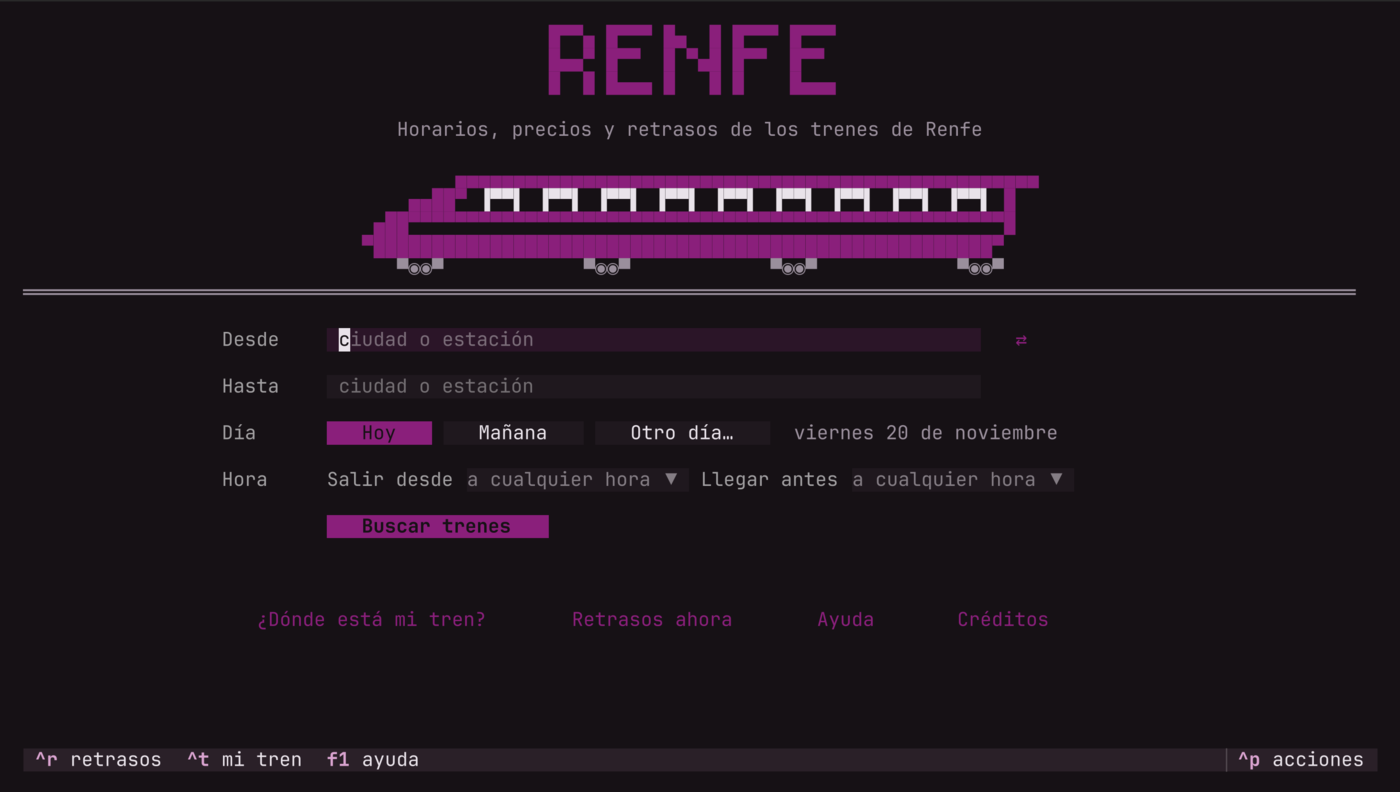 RENFE
Horarios, precios y retrasos de los trenes de Renfe
Desde ciudad o estación ⇄
Hasta ciudad o estación
Día Hoy Mañana Otro día… viernes 20 de noviembre
Hora Salir desde a cualquier hora ▼ Llegar antes a cualquier hora ▼
Buscar trenes
¿Dónde está mi tren? Retrasos ahora Ayuda Créditos
^r retrasos ^t mi tren f1 ayuda ^p acciones